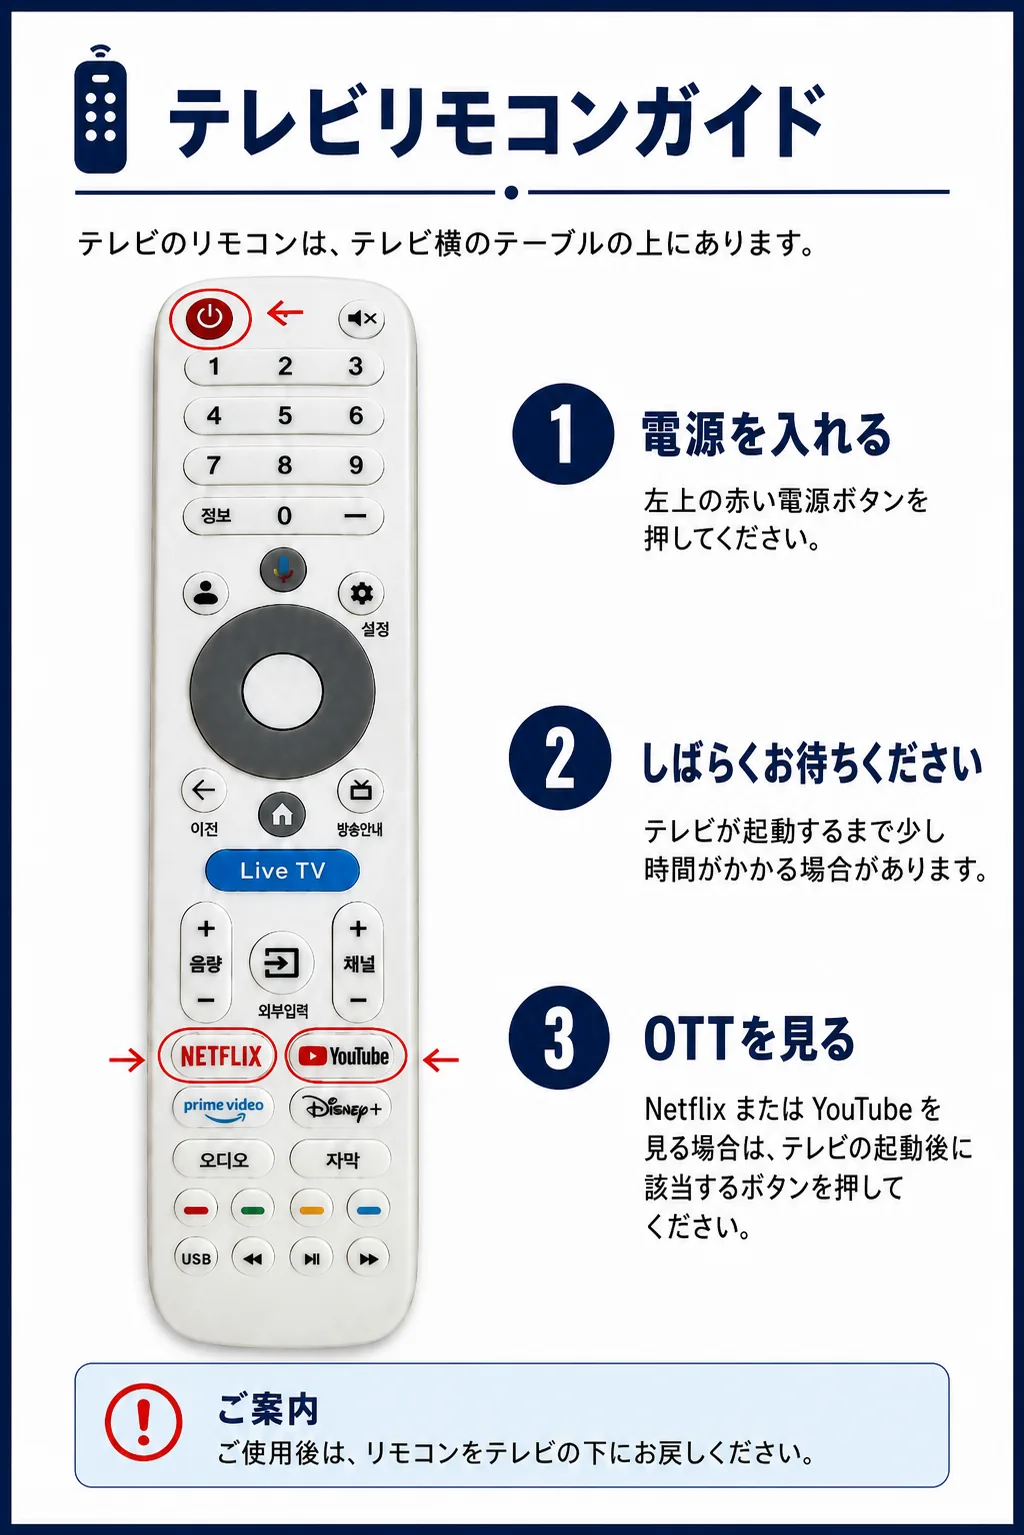 テレビリモコンガイド
テレビのリモコンは、テレビ横のテーブルの上にあります。
1 2 3
4 5 6
7 8 9
정보 0 —
설정
이전
방송안내
Live TV
+ +
음량 채널
− −
외부입력
NETFLIX YouTube
prime video Disney+
오디오 자막
USB
1 電源を入れる
左上の赤い電源ボタンを
押してください。
2 しばらくお待ちください
テレビが起動するまで少し
時間がかかる場合があります。
3 OTTを見る
Netflix または YouTube を
見る場合は、テレビの起動後に
該当するボタンを押して
ください。
ご案内
ご使用後は、リモコンをテレビの下にお戻しください。